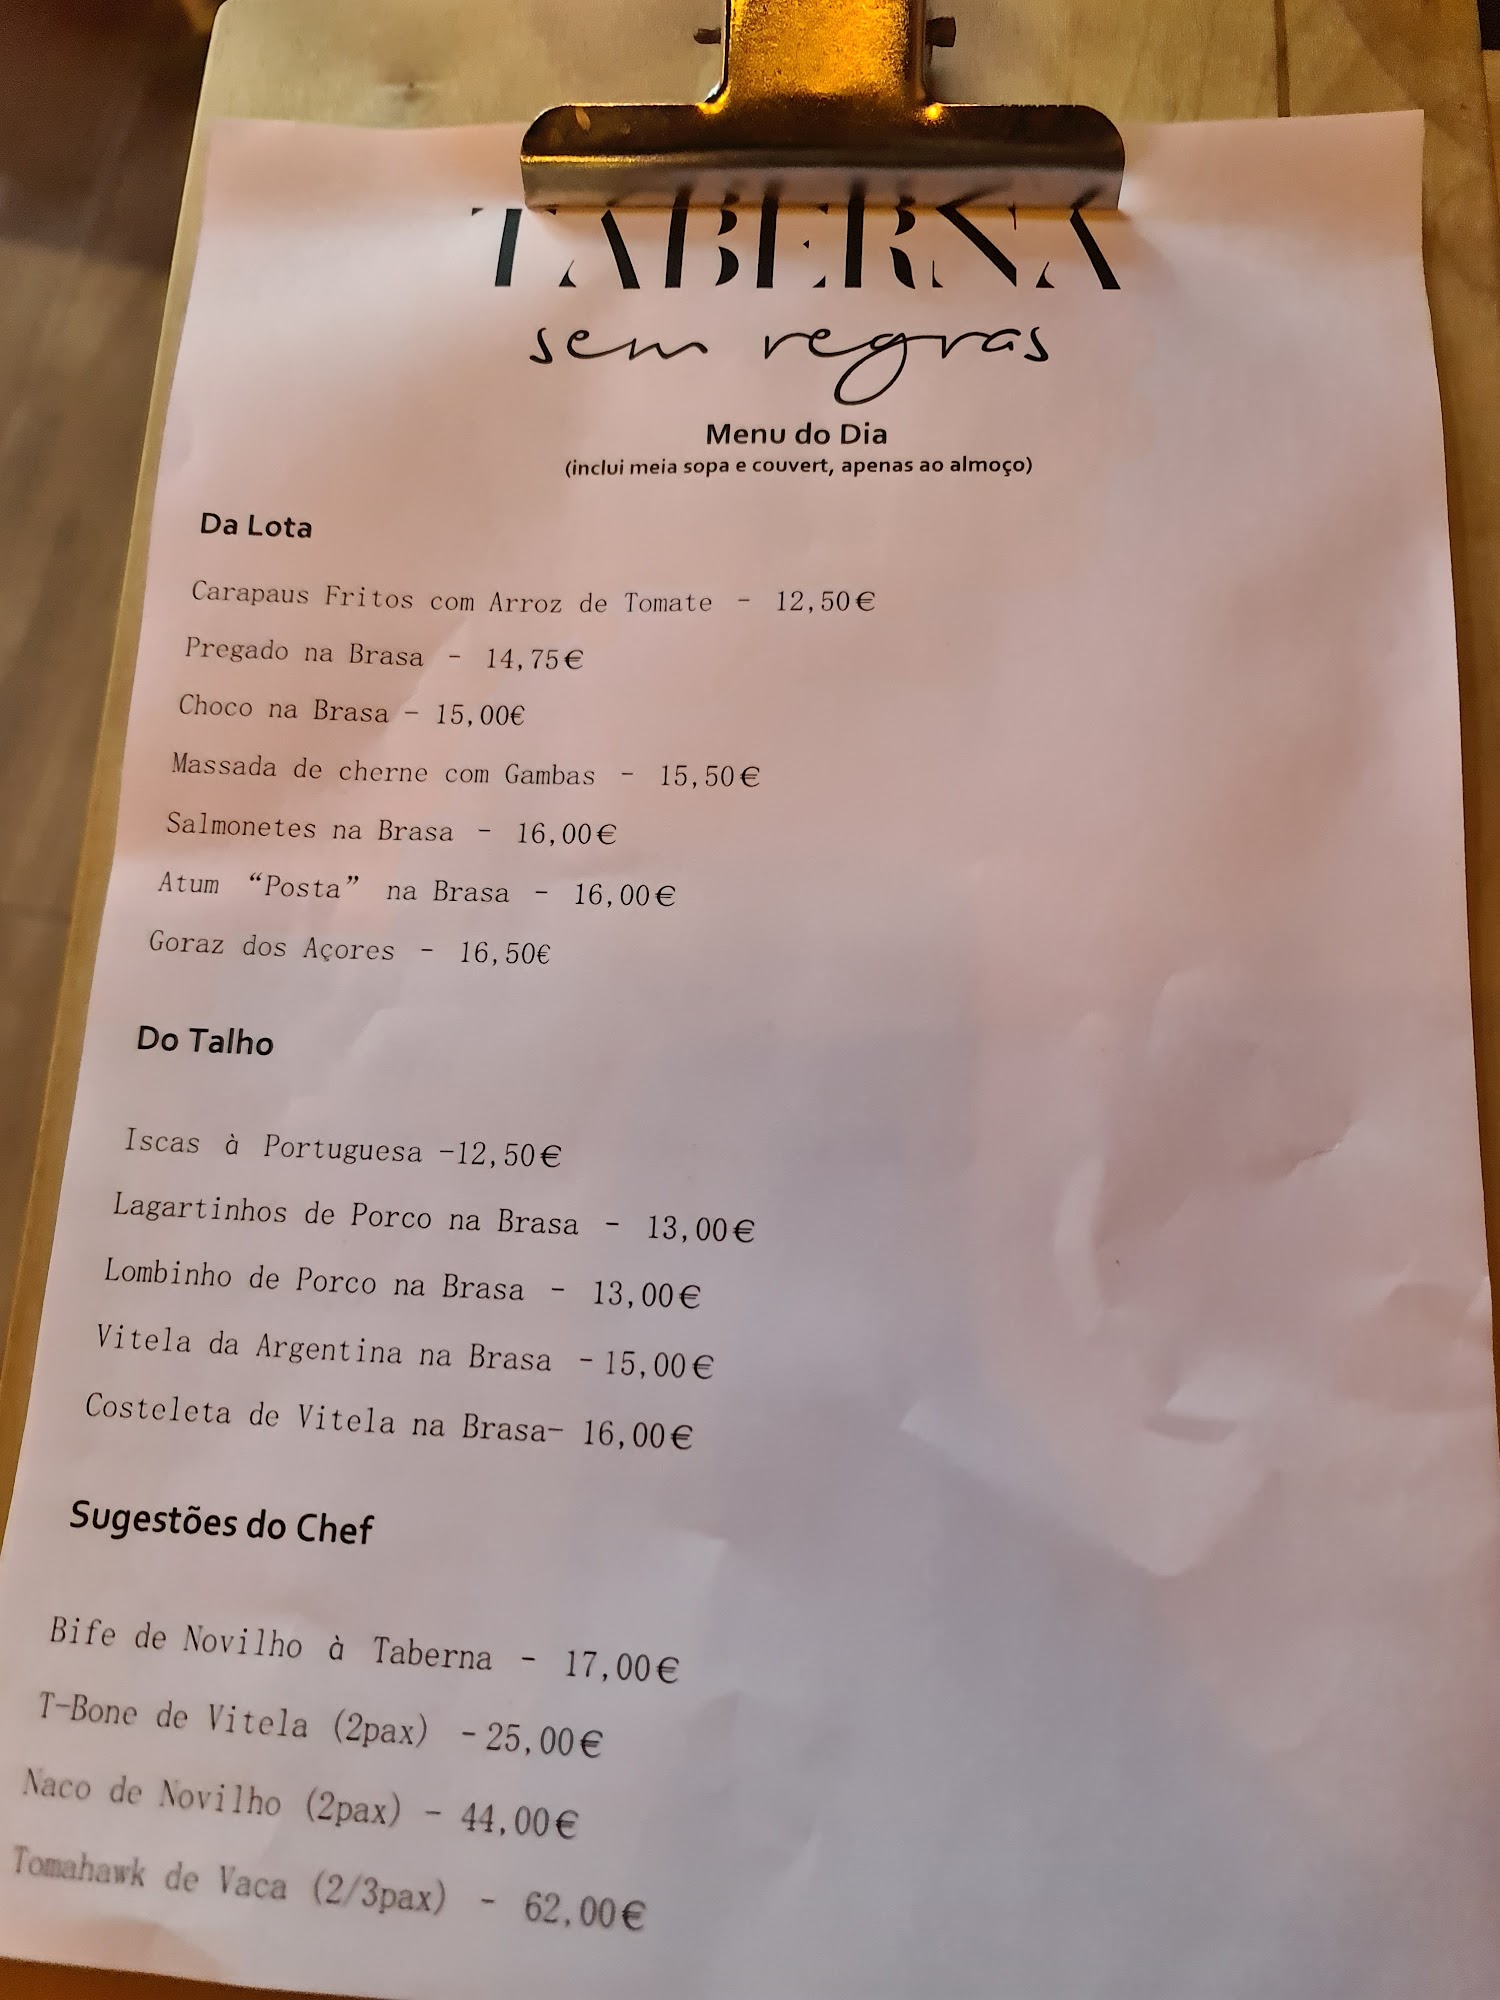 TABERNA
sem regras
Menu do Dia
(inclui meia sopa e couvert, apenas ao almoço)
Da Lota
Carapaus Fritos com Arroz de Tomate - 12,50€
Pregado na Brasa - 14,75€
Choco na Brasa - 15,00€
Massada de cherne com Gambas - 15,50€
Salmonetes na Brasa - 16,00€
Atum “Posta” na Brasa - 16,00€
Goraz dos Açores - 16,50€
Do Talho
Iscas à Portuguesa -12,50€
Lagartinhos de Porco na Brasa - 13,00€
Lombinho de Porco na Brasa - 13,00€
Vitela da Argentina na Brasa -15,00€
Costeleta de Vitela na Brasa- 16,00€
Sugestões do Chef
Bife de Novilho à Taberna - 17,00€
T-Bone de Vitela (2pax) -25,00€
Naco de Novilho (2pax) - 44,00€
Tomahawk de Vaca (2/3pax) - 62,00€